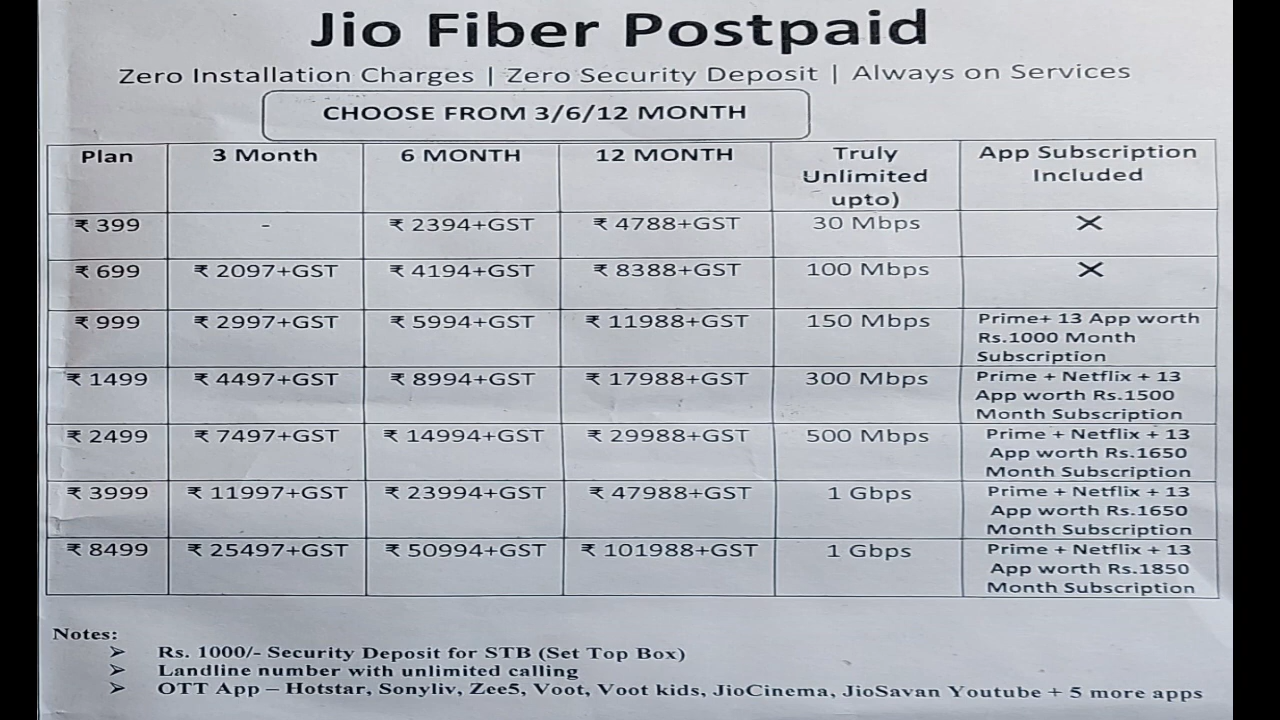 Jio Fiber Postpaid
Zero Installation Charges | Zero Security Deposit | Always on Services
CHOOSE FROM 3/6/12 MONTH
Plan 3 Month 6 MONTH 12 MONTH Truly Unlimited upto) App Subscription Included
₹ 399 - ₹ 2394+GST ₹ 4788+GST 30 Mbps X
₹ 699 ₹ 2097+GST ₹ 4194+GST ₹ 8388+GST 100 Mbps X
₹ 999 ₹ 2997+GST ₹ 5994+GST ₹ 11988+GST 150 Mbps Prime+ 13 App worth
Rs.1000 Month
Subscription
₹ 1499 ₹ 4497+GST ₹ 8994+GST ₹ 17988+GST 300 Mbps Prime + Netflix + 13
App worth Rs.1500
Month Subscription
₹ 2499 ₹ 7497+GST ₹ 14994+GST ₹ 29988+GST 500 Mbps Prime + Netflix + 13
App worth Rs.1650
Month Subscription
₹ 3999 ₹ 11997+GST ₹ 23994+GST ₹ 47988+GST 1 Gbps Prime + Netflix + 13
App worth Rs.1650
Month Subscription
₹ 8499 ₹ 25497+GST ₹ 50994+GST ₹ 101988+GST 1 Gbps Prime + Netflix + 13
App worth Rs.1850
Month Subscription
Notes:
➢ Rs. 1000/- Security Deposit for STB (Set Top Box)
➢ Landline number with unlimited calling
➢ OTT App – Hotstar, Sonyliv, Zee5, Voot, Voot kids, JioCinema, JioSavan Youtube + 5 more apps